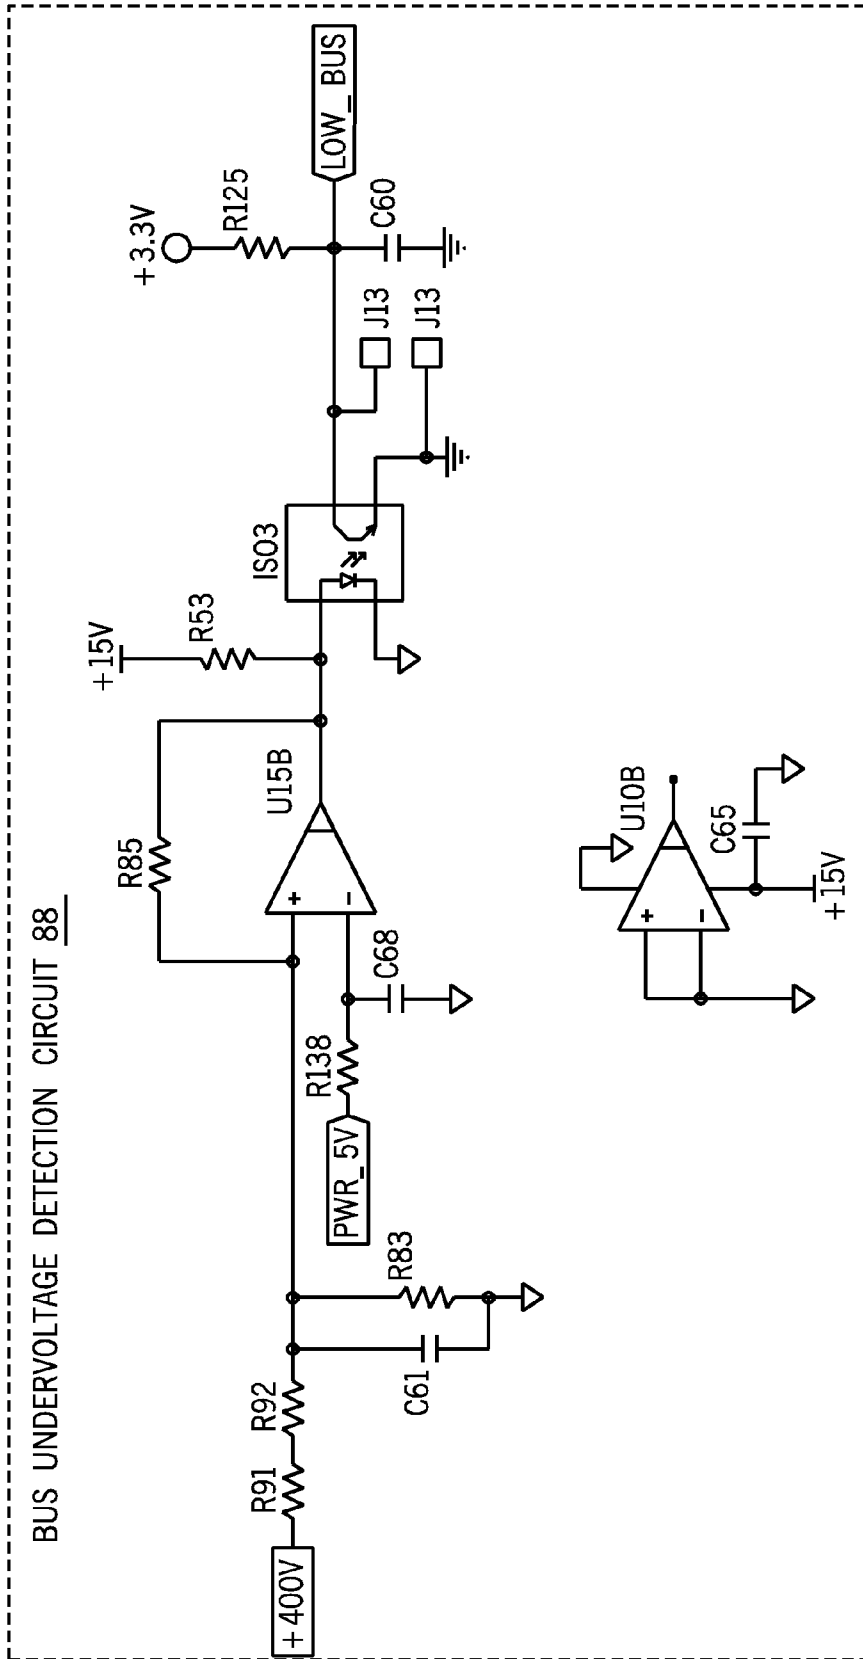 BUS UNDERVOLTAGE DETECTION CIRCUIT 88
+15V
+3.3V
R85
R53
R125
U15B
ISO3
LOW_BUS
+400V
R91
R92
+
-
PWR_5V
R138
C68
J13
C60
C61
R83
J13
U10B
+
-
C65
+15V